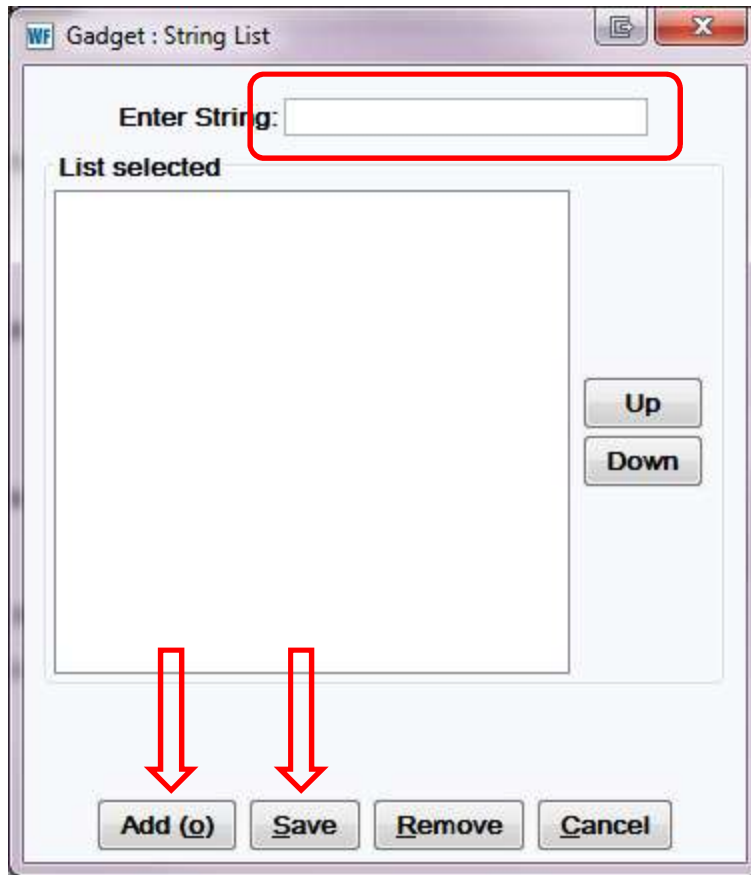 WF Gadget : String List
Enter String:
List selected
Up
Down
Add (o) Save Remove Cancel